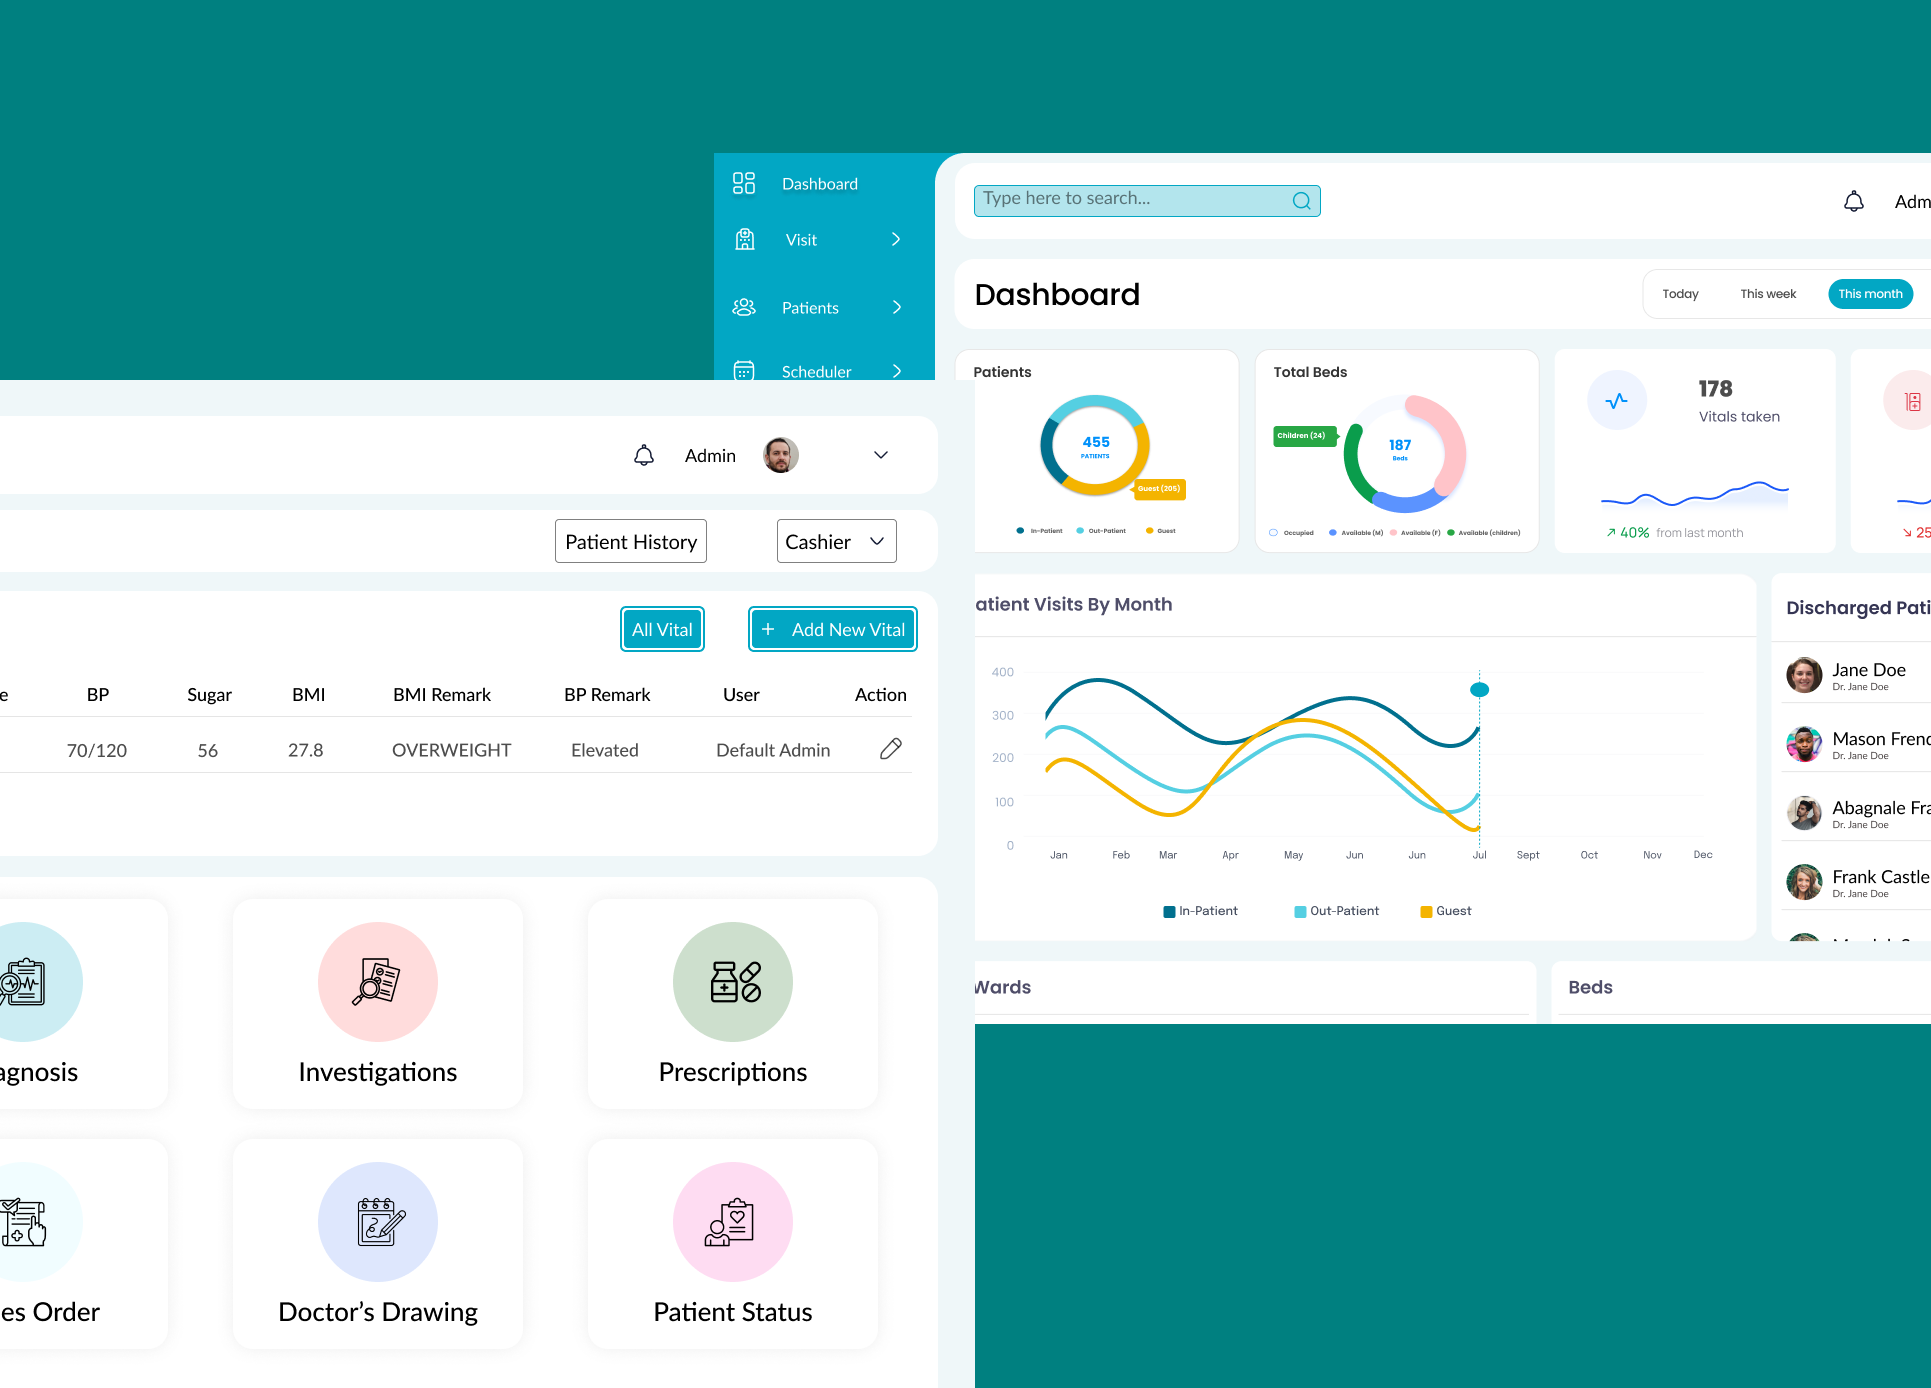 Dashboard
Visit
Patients
Scheduler
Type here to search...
Adm
Dashboard
Today
This week
This month
Patients
455
PATIENTS
Guest (205)
In-Patient
Out-Patient
Guest
Total Beds
Children (24)
187
Beds
Occupied
Available (M)
Available (F)
Available (children)
178
Vitals taken
40% from last month
25
atient Visits By Month
400
300
200
100
0
Jan Feb Mar Apr May Jun Jun Jul Sept Oct Nov Dec
In-Patient
Out-Patient
Guest
Discharged Pati
Jane Doe
Dr. Jane Doe
Mason Frend
Dr. Jane Doe
Abagnale Fra
Dr. Jane Doe
Frank Castle
Dr. Jane Doe
Wards
Beds
Admin
Patient History
Cashier
All Vital
+ Add New Vital
e BP Sugar BMI BMI Remark BP Remark User Action
70/120 56 27.8 OVERWEIGHT Elevated Default Admin
agnosis
Investigations
Prescriptions
es Order
Doctor’s Drawing
Patient Status